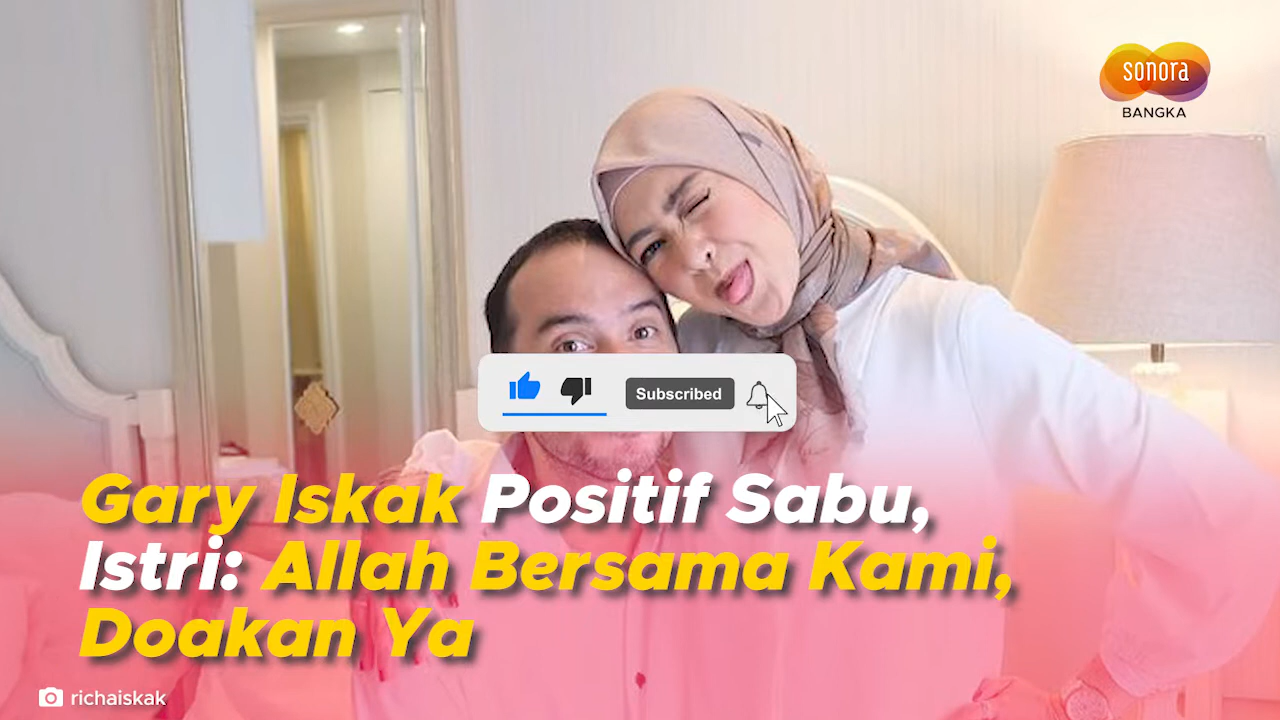 sonora
BANGKA
Subscribed
Gary Iskak Positif Sabu,
Istri: Allah Bersama Kami,
Doakan Ya
richaiskak